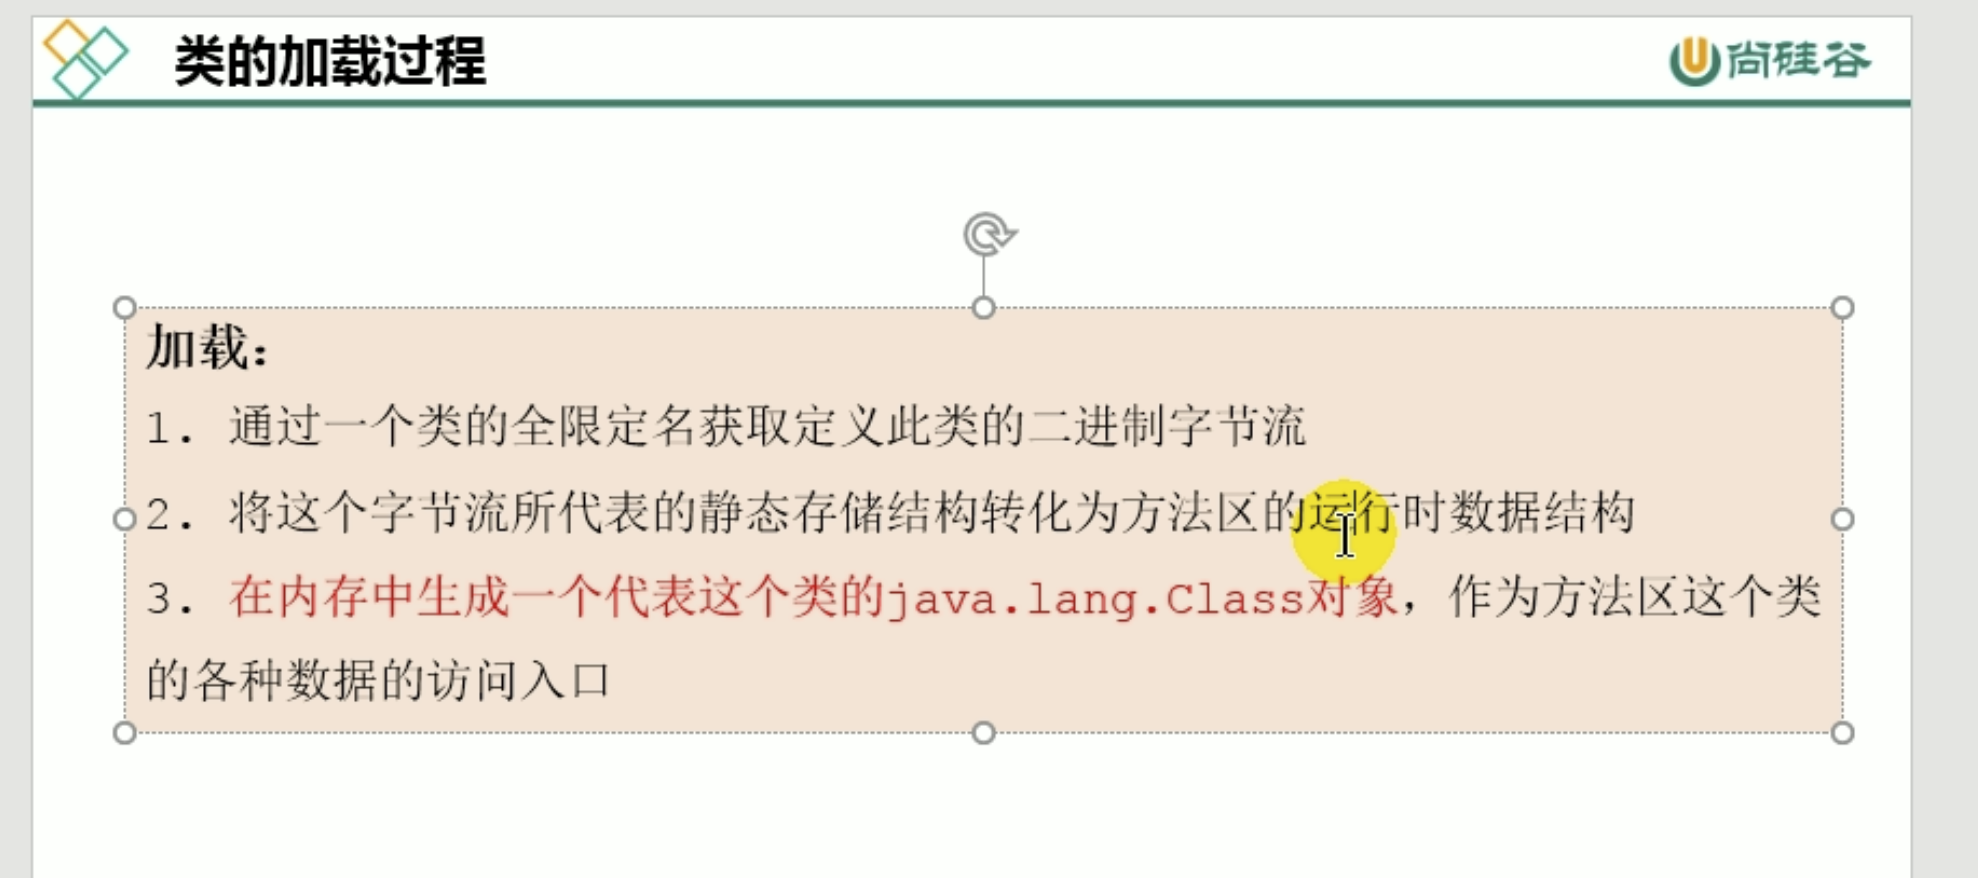 类的加载过程
尚硅谷
加载：
1. 通过一个类的全限定名获取定义此类的二进制字节流
2. 将这个字节流所代表的静态存储结构转化为方法区的运行时数据结构
3. 在内存中生成一个代表这个类的java.lang.Class对象，作为方法区这个类
的各种数据的访问入口